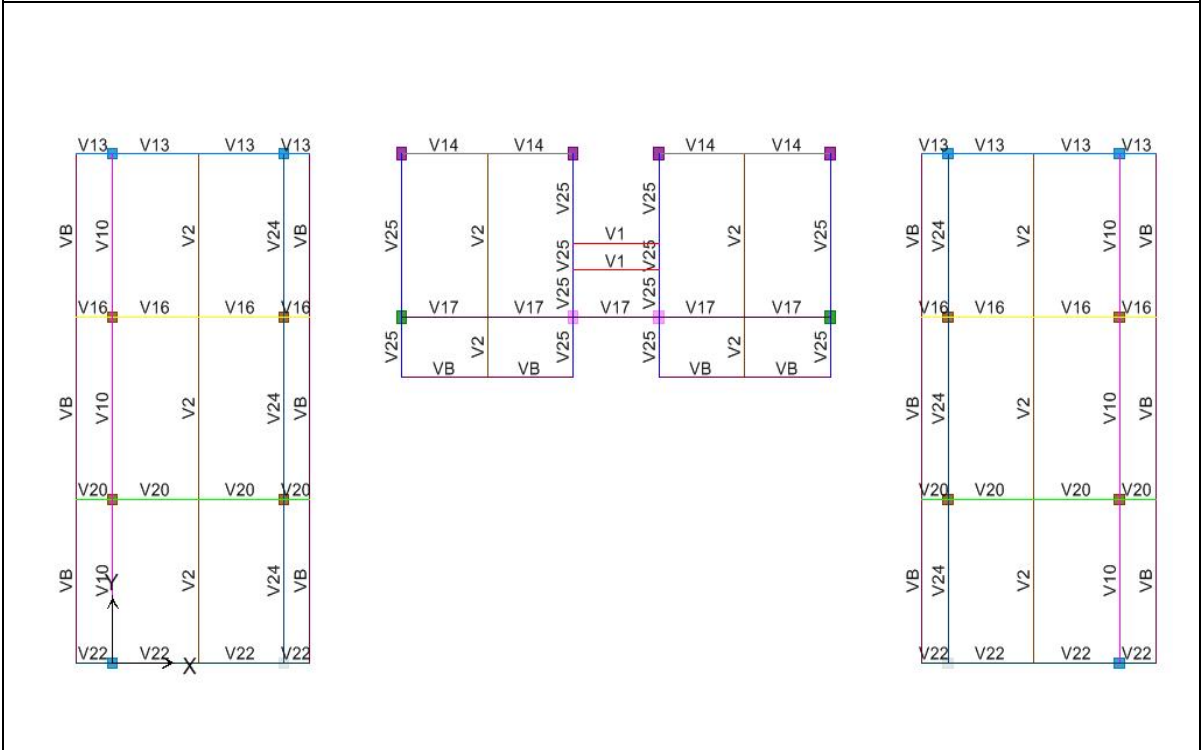 V13 V13 V13 V13 V14 V14 V14 V14 V13 V13 V13 V13
V25 V25
VB V10 V2 V24 VB V25 V2 V1 V2 V25 VB V24 V2 V10 VB
V25 V1 V25
V25 V25
V16 V16 V16 V16 V17 V17 V17 V17 V17 V16 V16 V16 V16
V25 V2 V25 V25 V2 V25
VB VB VB VB
VB V10 V2 V24 VB VB V24 V2 V10 VB
V20 V20 V20 V20 V20 V20 V20 V20
VB V10 V2 V24 VB VB V24 V2 V10 VB
Y
V22 V22 V22 V22 V22 V22 V22 V22
X